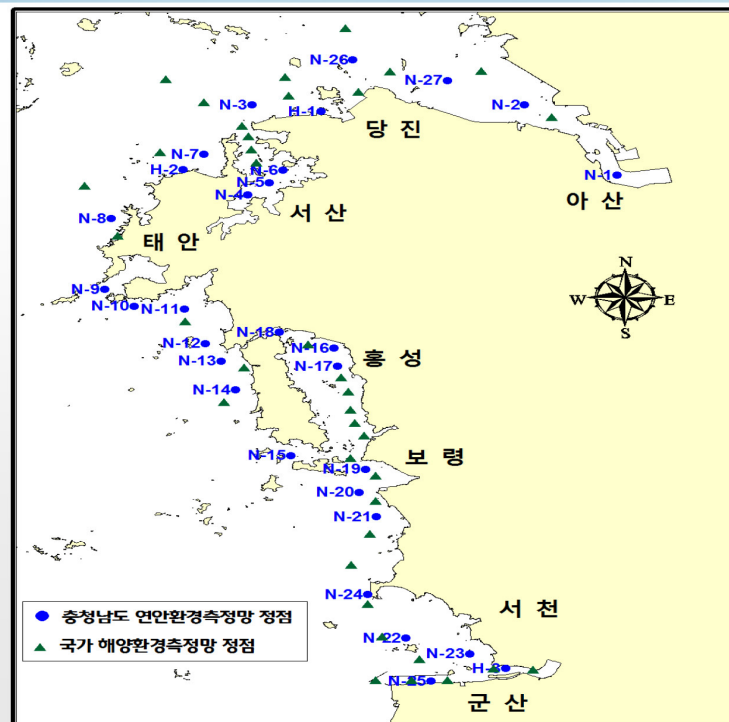 N-26
N-27
N-3
H-1
N-2
당 진
N-7
H-2
N-6
N-5
N-4
N-1
아 산
서 산
N-8
태 안
N
W
E
S
N-9
N-10
N-11
N-18
N-12
N-16
N-13
N-17
홍 성
N-14
N-15
보 령
N-19
N-20
N-21
N-24
서 천
충청남도 연안환경측정망 정점
국가 해양환경측정망 정점
N-22
N-23
H-3
N-25
군 산